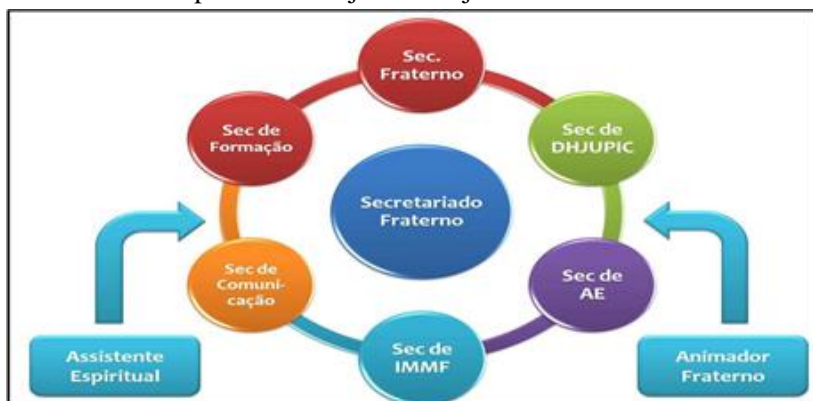 Sec.
Fraterno
Sec de
Formação
Sec de
DHJUPIC
Secretariado
Fraterno
Sec de
Comuni-
cação
Sec de
AE
Sec de
IMMF
Assistente
Espiritual
Animador
Fraterno